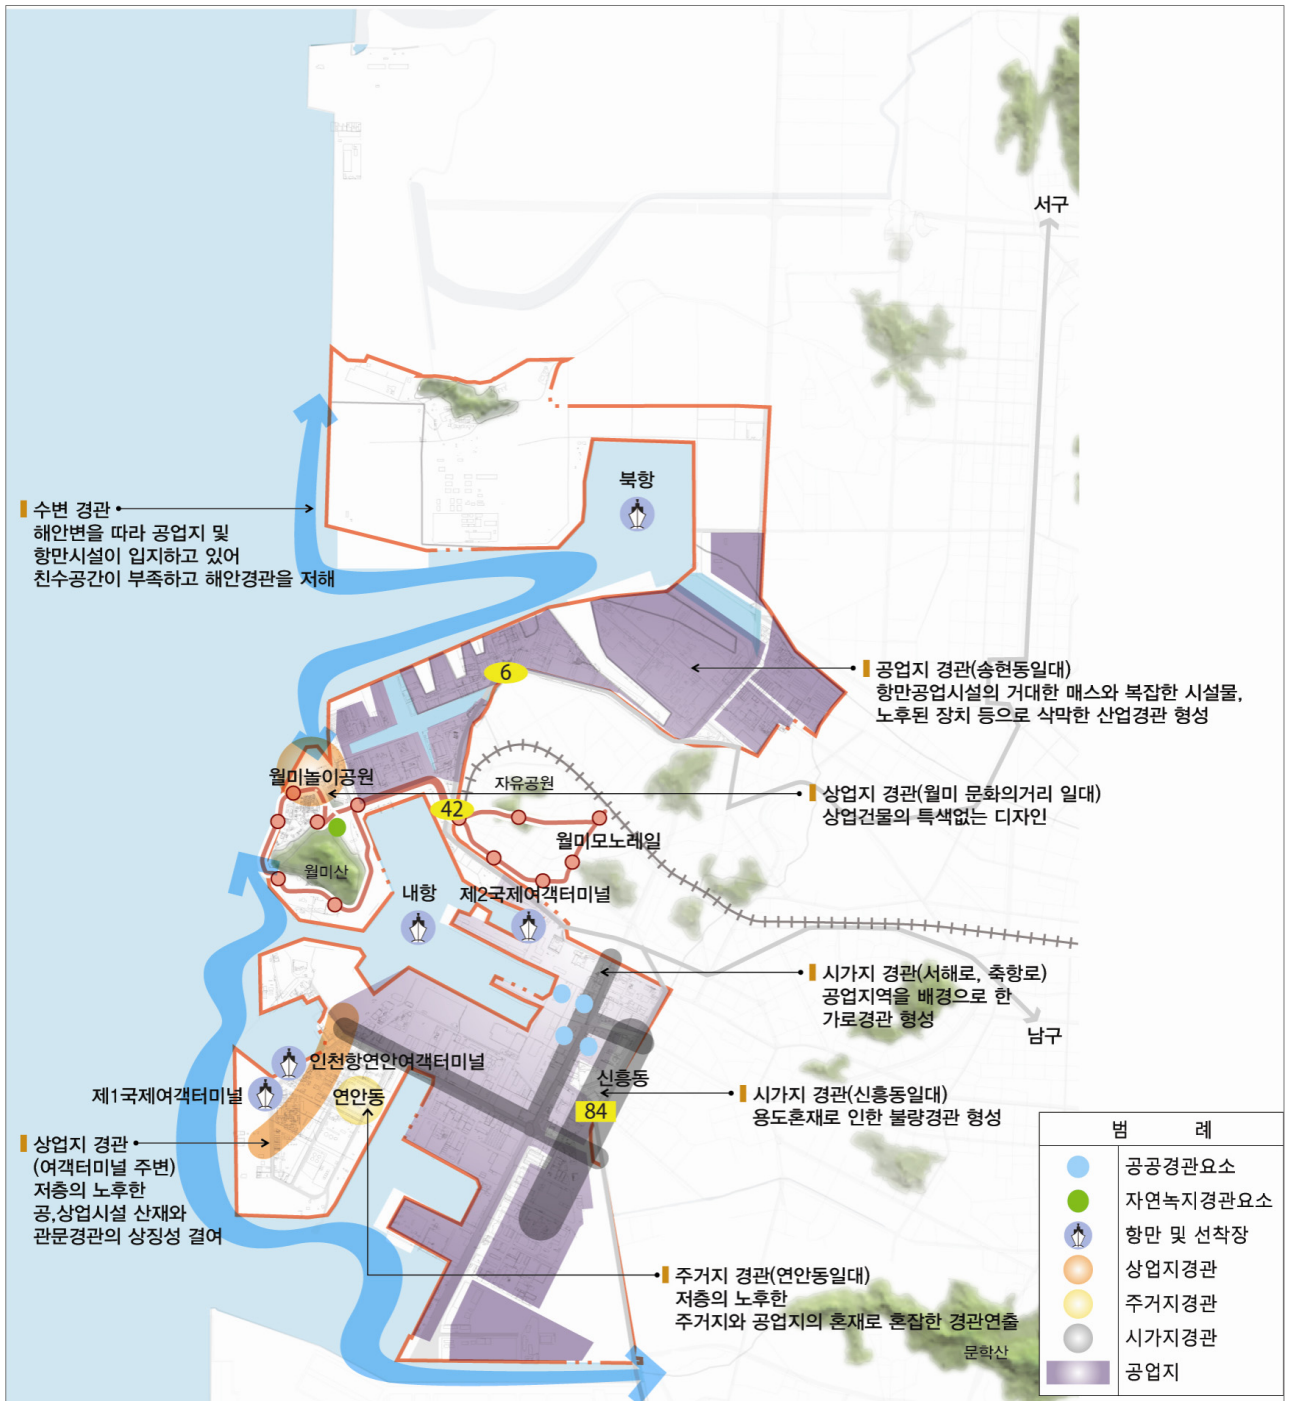 서구
북항
수변 경관
해안변을 따라 공업지 및
항만시설이 입지하고 있어
친수공간이 부족하고 해안경관을 저해
6
공업지 경관(송현동일대)
항만공업시설의 거대한 매스와 복잡한 시설물,
노후된 장치 등으로 삭막한 산업경관 형성
월미놀이공원
자유공원
42
상업지 경관(월미 문화의거리 일대)
상업건물의 특색없는 디자인
월미모노레일
월미산
내항
제2국제여객터미널
시가지 경관(서해로, 축항로)
공업지역을 배경으로 한
가로경관 형성
남구
인천항연안여객터미널
신흥동
제1국제여객터미널
연안동
84
시가지 경관(신흥동일대)
용도혼재로 인한 불량경관 형성
상업지 경관
(여객터미널 주변)
저층의 노후한
공,상업시설 산재와
관문경관의 상징성 결여
주거지 경관(연안동일대)
저층의 노후한
주거지와 공업지의 혼재로 혼잡한 경관연출
문학산
범 례
공공경관요소
자연녹지경관요소
항만 및 선착장
상업지경관
주거지경관
시가지경관
공업지